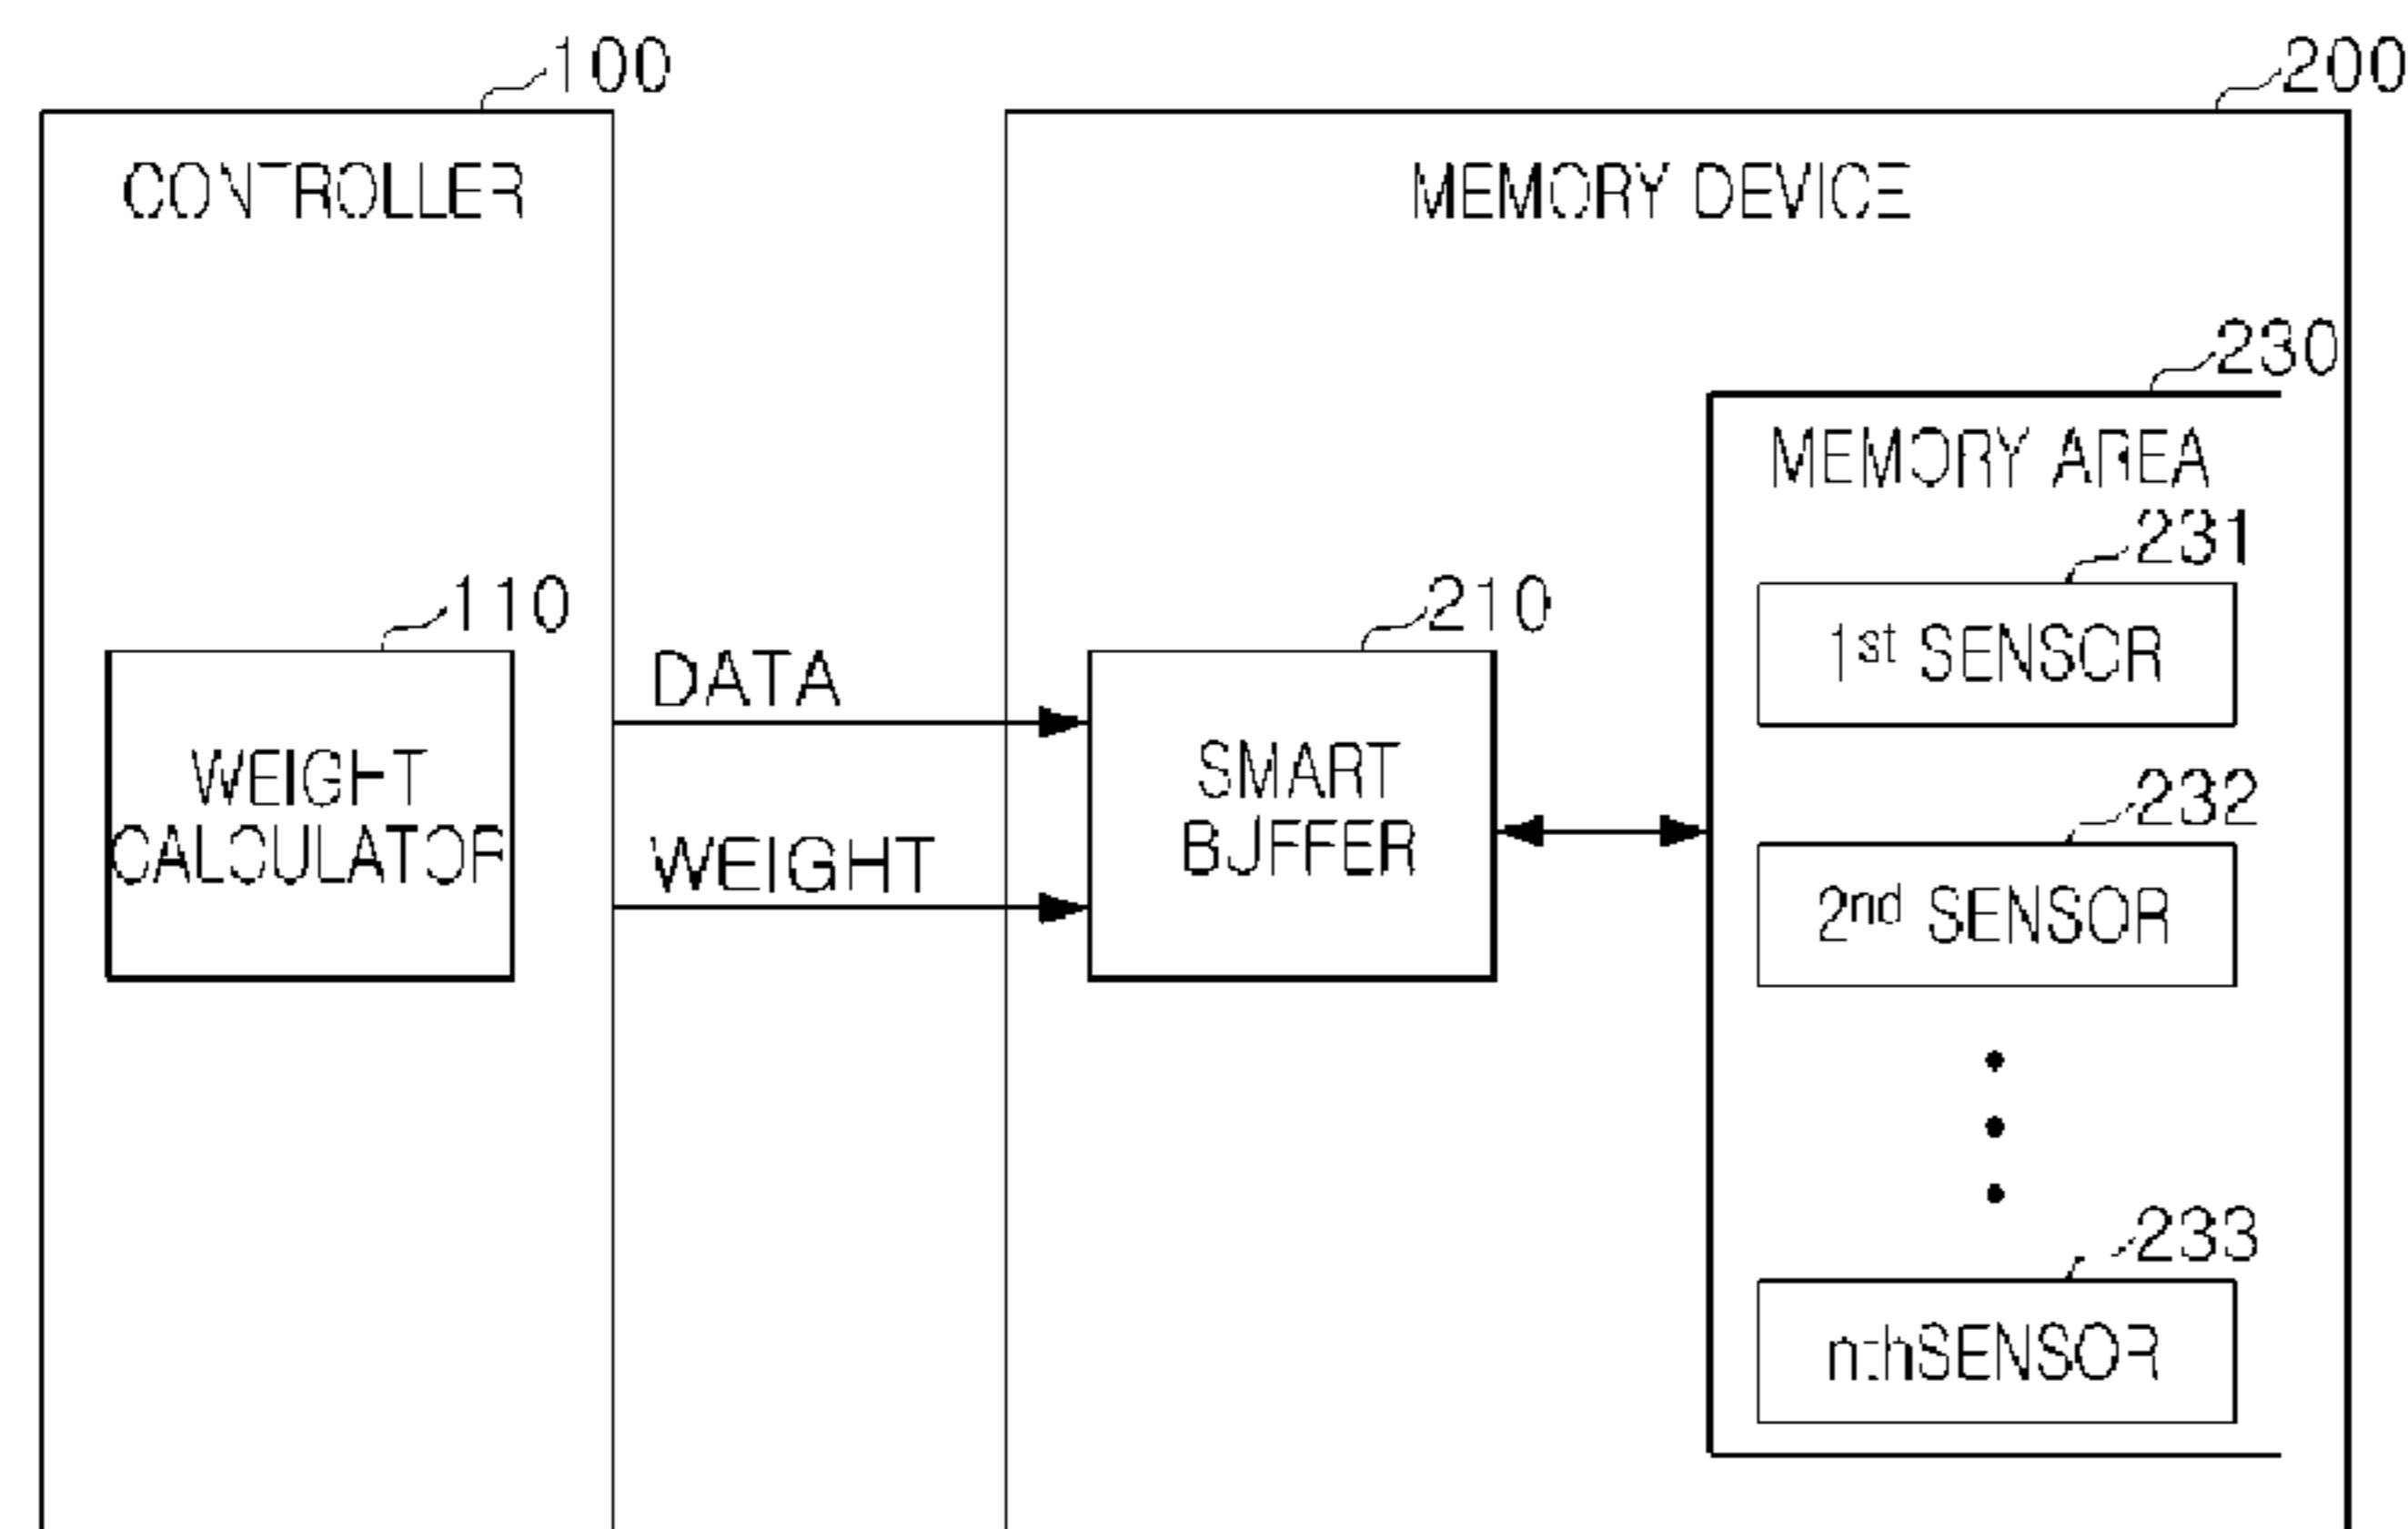 100
200
CONTROLLER
MEMORY DEVICE
230
MEMORY AREA
231
110
210
1st SENSOR
DATA
WEIGHT
CALCULATOR
SMART
BUFFER
232
WEIGHT
2nd SENSOR
233
nthSENSOR